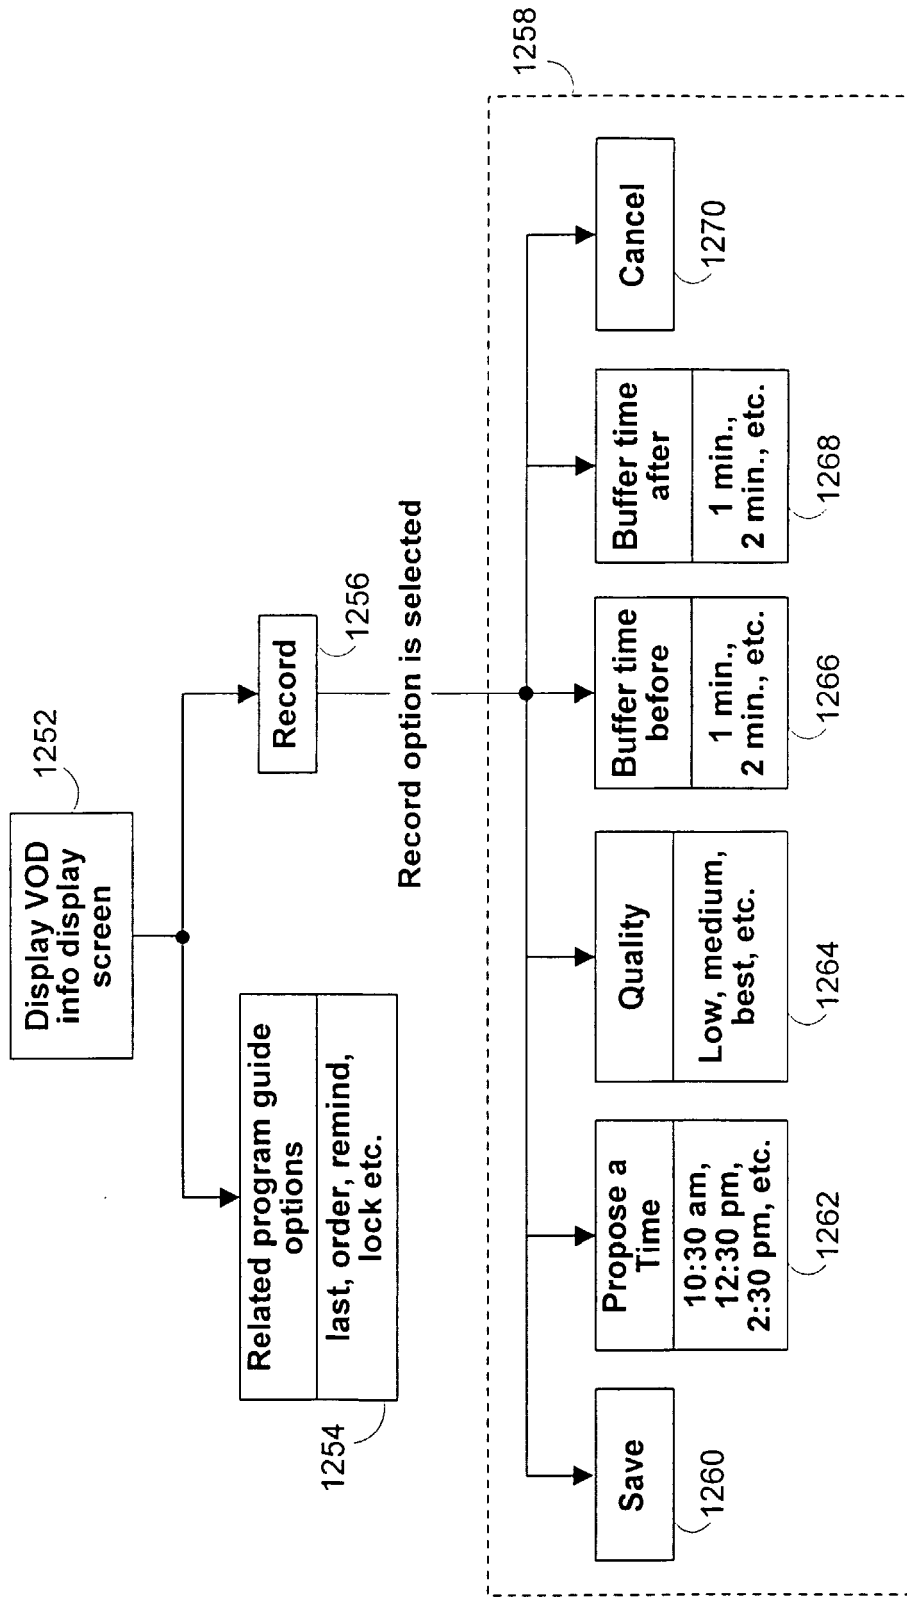 Display VOD
info display
screen
1252
Related program guide
options
last, order, remind,
lock etc.
1254
Record
1256
Record option is selected
1258
Save
1260
Propose a
Time
10:30 am,
12:30 pm,
2:30 pm, etc.
1262
Quality
Low, medium,
best, etc.
1264
Buffer time
before
1 min.,
2 min., etc.
1266
Buffer time
after
1 min.,
2 min., etc.
1268
Cancel
1270